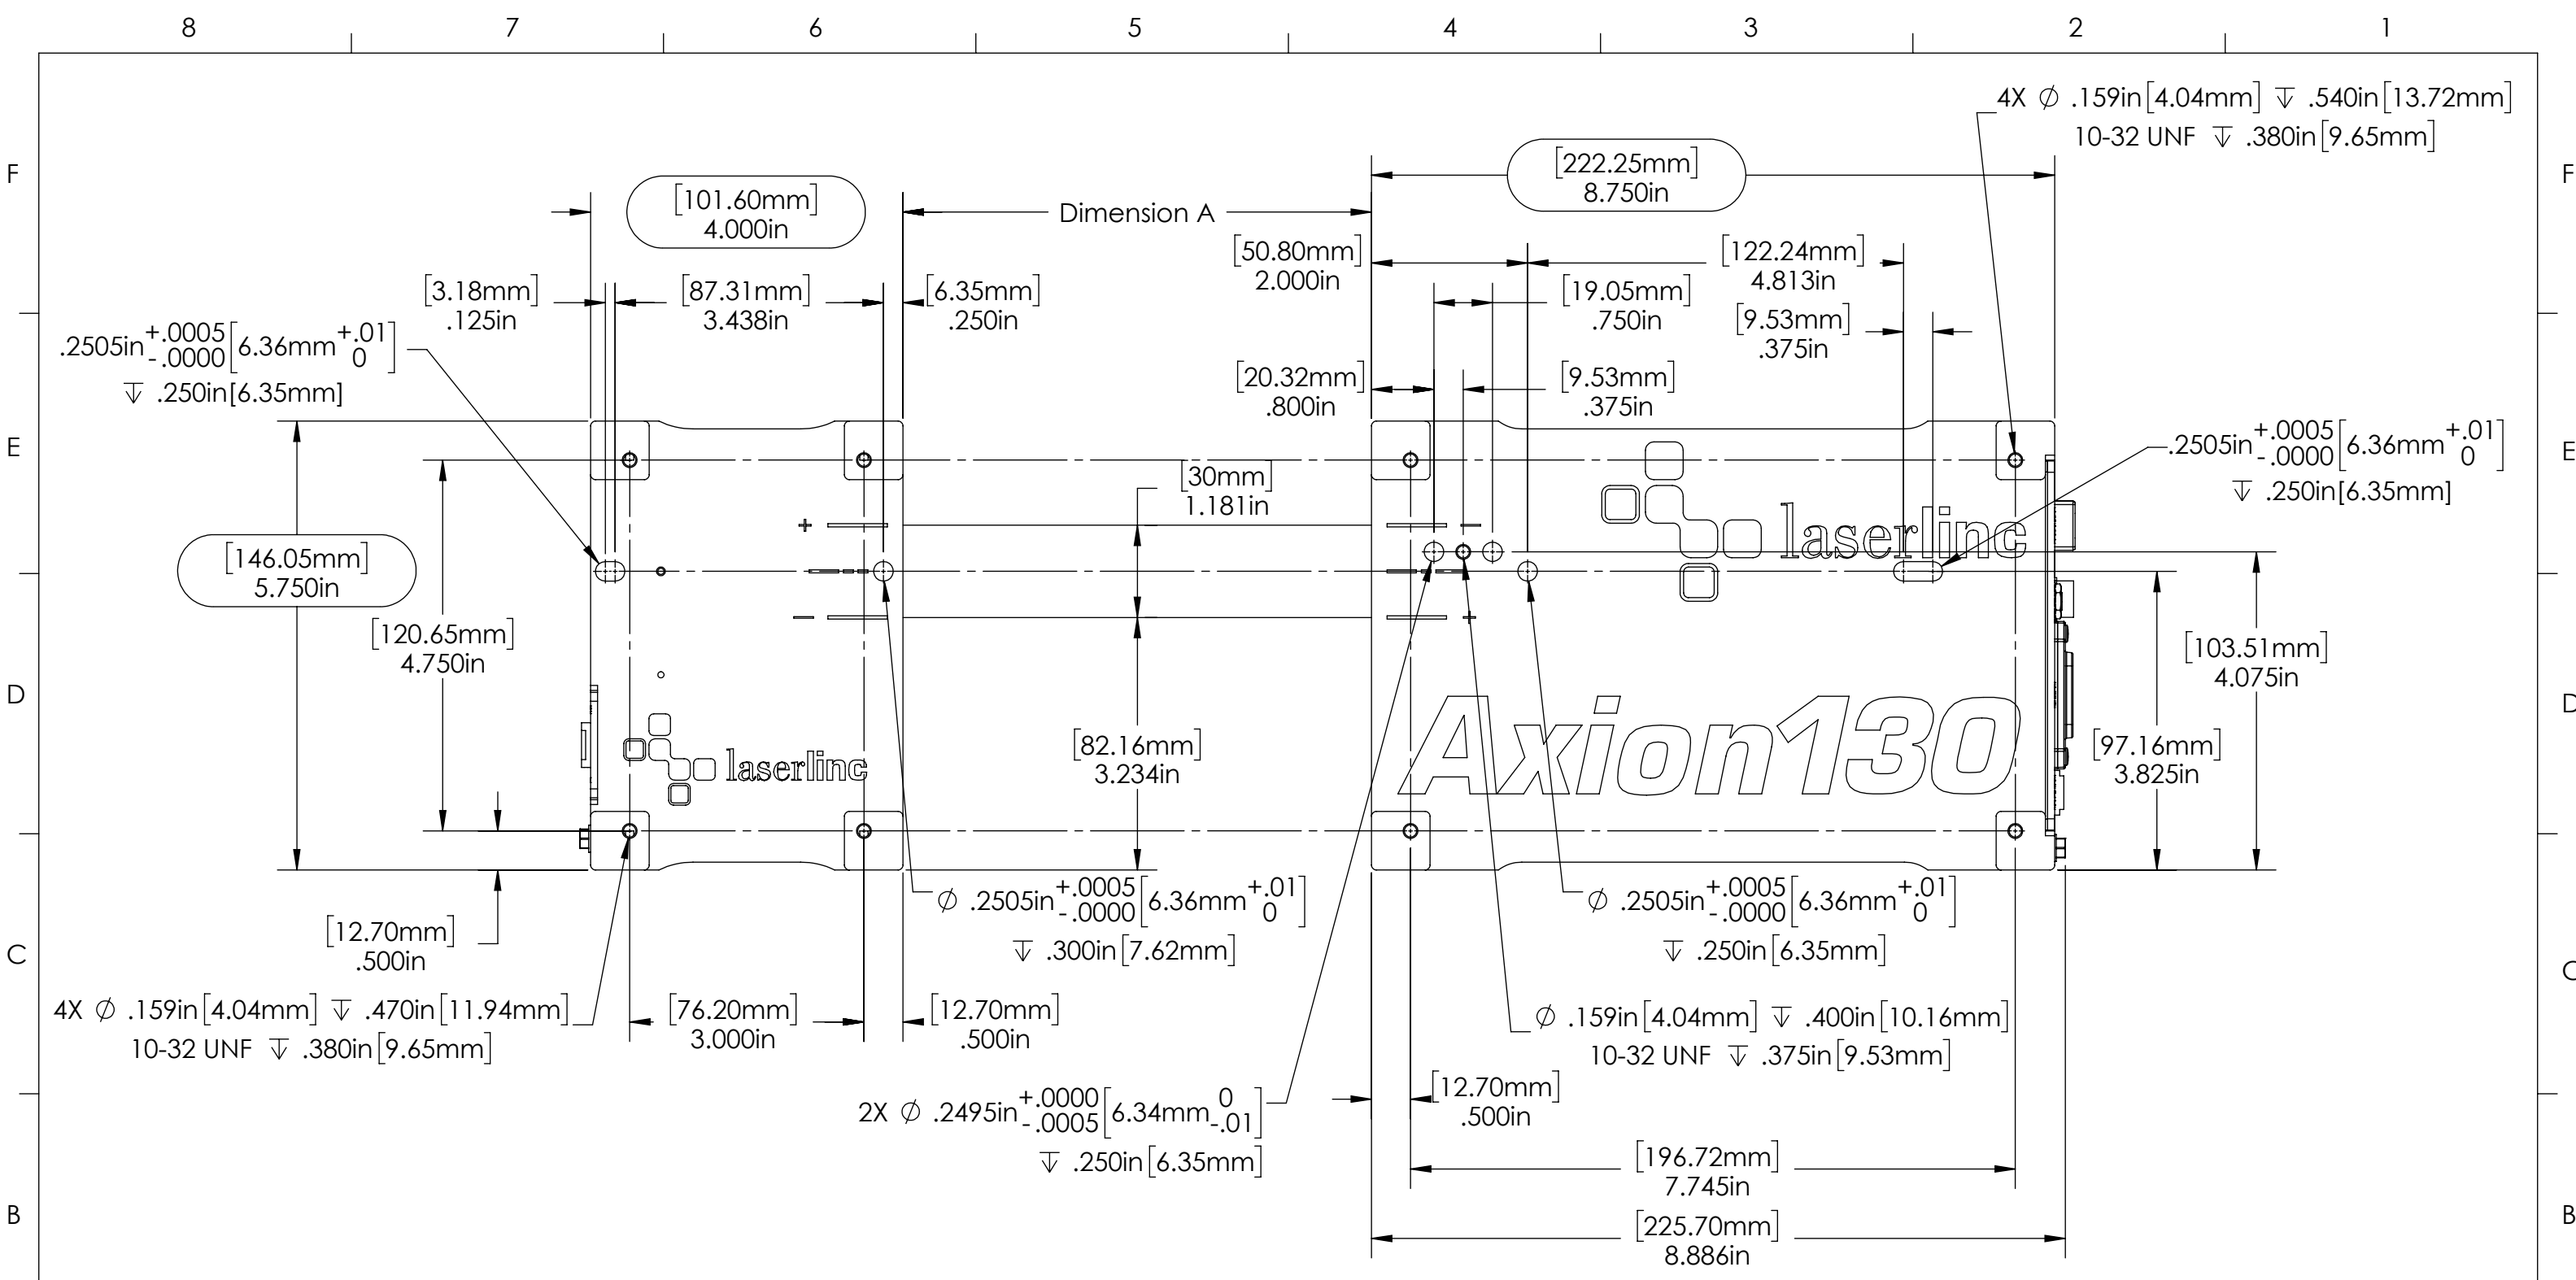 8 7 6 5 4 3 2 1
4X ∅ .159in[4.04mm] ↧ .540in[13.72mm]
10-32 UNF ↧ .380in[9.65mm]
F
F
[222.25mm]
8.750in
[101.60mm]
4.000in
Dimension A
[50.80mm]
2.000in
[122.24mm]
4.813in
[3.18mm]
.125in
[87.31mm]
3.438in
[6.35mm]
.250in
[19.05mm]
.750in
[9.53mm]
.375in
.2505in +.0005 -.0000 [6.36mm +.01 0]
↧ .250in[6.35mm]
[20.32mm]
.800in
[9.53mm]
.375in
E
E
.2505in +.0005 -.0000 [6.36mm +.01 0]
↧ .250in[6.35mm]
[30mm]
1.181in
+
−
laserlinc
[146.05mm]
5.750in
−
+
[120.65mm]
4.750in
[103.51mm]
4.075in
D
D
Axion130
[82.16mm]
3.234in
[97.16mm]
3.825in
laserlinc
∅ .2505in +.0005 -.0000 [6.36mm +.01 0]
↧ .300in[7.62mm]
∅ .2505in +.0005 -.0000 [6.36mm +.01 0]
↧ .250in[6.35mm]
[12.70mm]
.500in
C
C
4X ∅ .159in[4.04mm] ↧ .470in[11.94mm]
10-32 UNF ↧ .380in[9.65mm]
[76.20mm]
3.000in
[12.70mm]
.500in
∅ .159in[4.04mm] ↧ .400in[10.16mm]
10-32 UNF ↧ .375in[9.53mm]
2X ∅ .2495in +.0000 -.0005 [6.34mm 0 -.01]
↧ .250in[6.35mm]
[12.70mm]
.500in
[196.72mm]
7.745in
B
B
[225.70mm]
8.886in